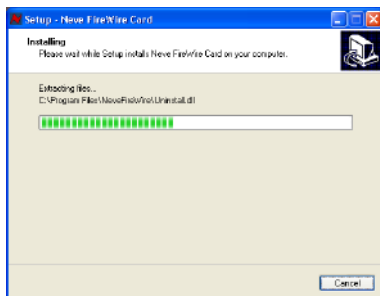 Setup - Neve FireWire Card
Installing
Please wait while Setup installs Neve FireWire Card on your computer.
Extracting files...
C:\Program Files\NeveFireWire\Uninstall.dll
Cancel